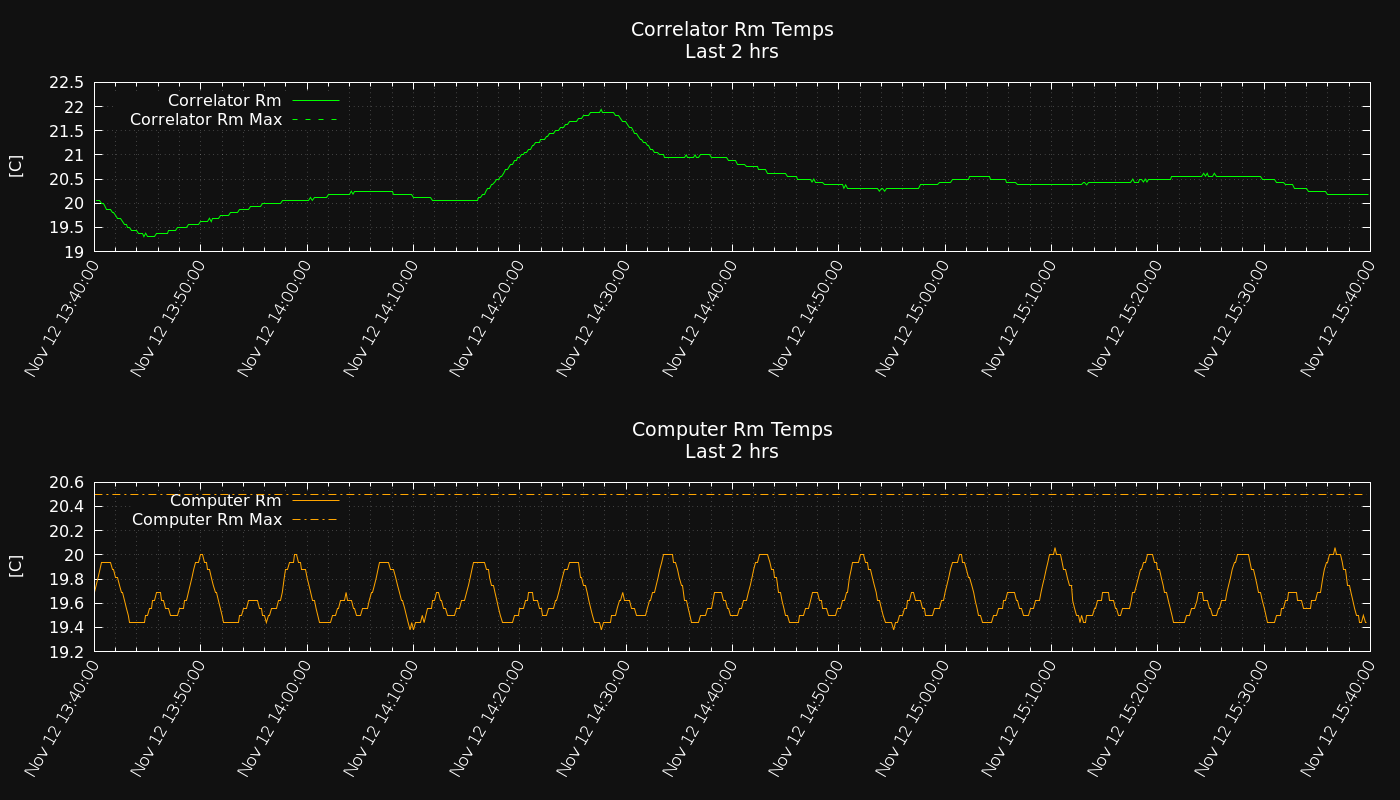 Correlator Rm Temps
Last 2 hrs
[C]
22.5
22
21.5
21
20.5
20
19.5
19
Correlator Rm
Correlator Rm Max
Nov 12 13:40:00
Nov 12 13:50:00
Nov 12 14:00:00
Nov 12 14:10:00
Nov 12 14:20:00
Nov 12 14:30:00
Nov 12 14:40:00
Nov 12 14:50:00
Nov 12 15:00:00
Nov 12 15:10:00
Nov 12 15:20:00
Nov 12 15:30:00
Nov 12 15:40:00
Computer Rm Temps
Last 2 hrs
[C]
20.6
20.4
20.2
20
19.8
19.6
19.4
19.2
Computer Rm
Computer Rm Max
Nov 12 13:40:00
Nov 12 13:50:00
Nov 12 14:00:00
Nov 12 14:10:00
Nov 12 14:20:00
Nov 12 14:30:00
Nov 12 14:40:00
Nov 12 14:50:00
Nov 12 15:00:00
Nov 12 15:10:00
Nov 12 15:20:00
Nov 12 15:30:00
Nov 12 15:40:00